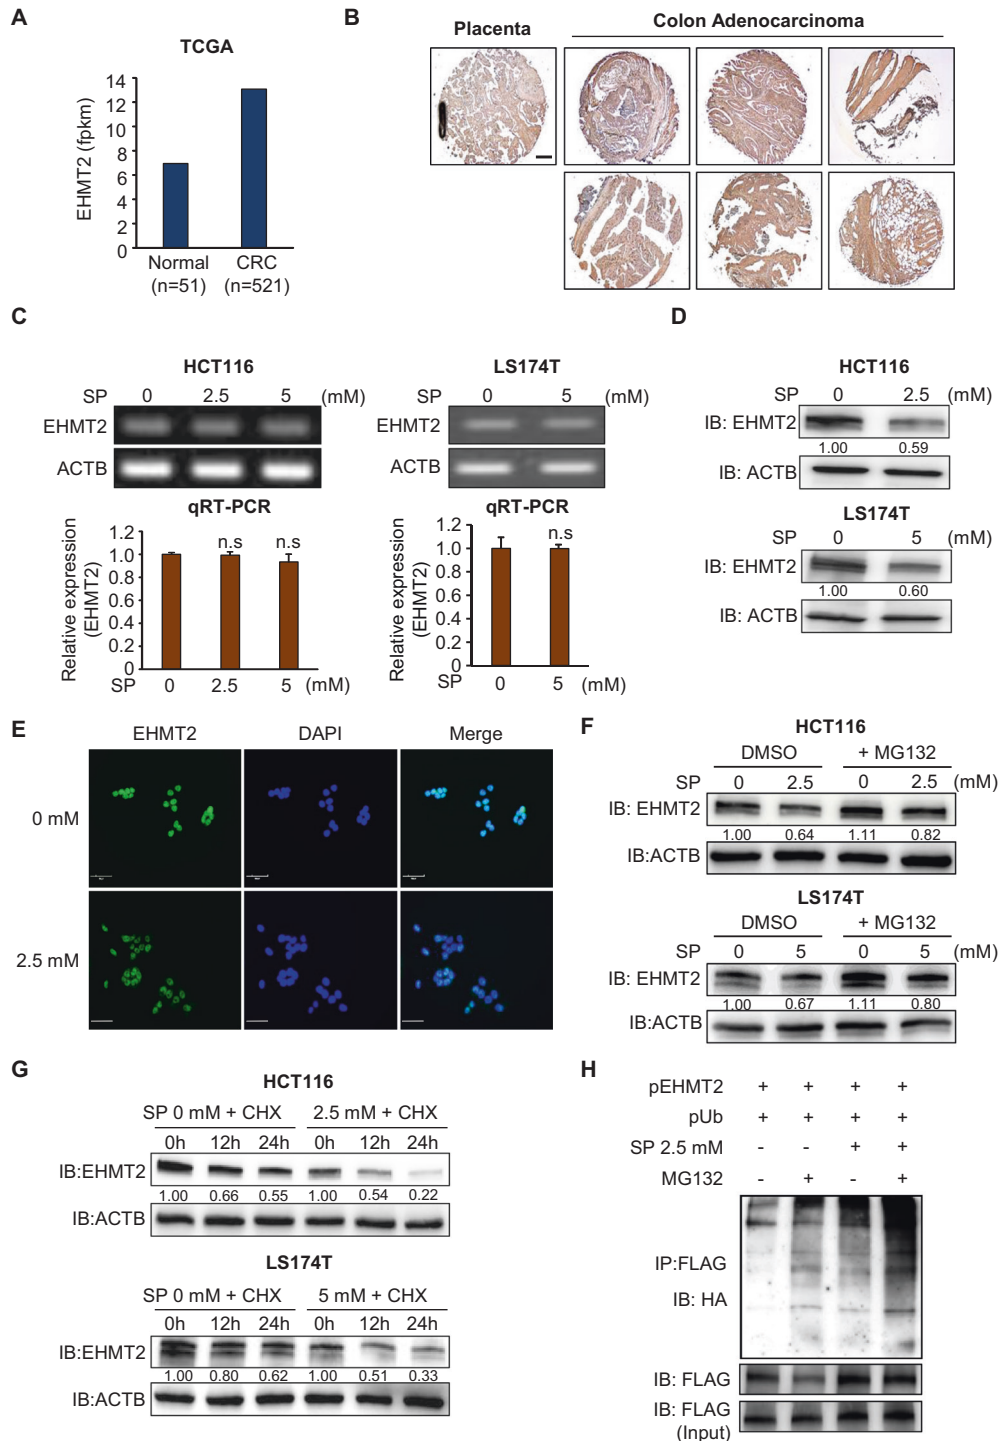 A
TCGA
EHMT2 (fpkm)
14
12
10
8
6
4
2
0
Normal
(n=51)
CRC
(n=521)
B
Placenta
Colon Adenocarcinoma
C
HCT116
SP 0 2.5 5 (mM)
EHMT2
ACTB
qRT-PCR
Relative expression
(EHMT2)
1.2
1.0
0.8
0.6
0.4
0.2
0
n.s
n.s
SP 0 2.5 5 (mM)
LS174T
SP 0 5 (mM)
EHMT2
ACTB
qRT-PCR
Relative expression
(EHMT2)
1.2
1.0
0.8
0.6
0.4
0.2
0
n.s
SP 0 5 (mM)
D
HCT116
SP 0 2.5 (mM)
IB: EHMT2
1.00 0.59
IB: ACTB
LS174T
SP 0 5 (mM)
IB: EHMT2
1.00 0.60
IB: ACTB
E
EHMT2 DAPI Merge
0 mM
2.5 mM
F
HCT116
DMSO + MG132
SP 0 2.5 0 2.5 (mM)
IB: EHMT2
1.00 0.64 1.11 0.82
IB:ACTB
LS174T
DMSO + MG132
SP 0 5 0 5 (mM)
IB: EHMT2
1.00 0.67 1.11 0.80
IB:ACTB
G
HCT116
SP 0 mM + CHX 2.5 mM + CHX
0h 12h 24h 0h 12h 24h
IB:EHMT2
1.00 0.66 0.55 1.00 0.54 0.22
IB:ACTB
LS174T
SP 0 mM + CHX 5 mM + CHX
0h 12h 24h 0h 12h 24h
IB:EHMT2
1.00 0.80 0.62 1.00 0.51 0.33
IB:ACTB
H
pEHMT2 + + + +
pUb + + + +
SP 2.5 mM - - + +
MG132 - + - +
IP:FLAG
IB: HA
IB: FLAG
IB: FLAG
(Input)